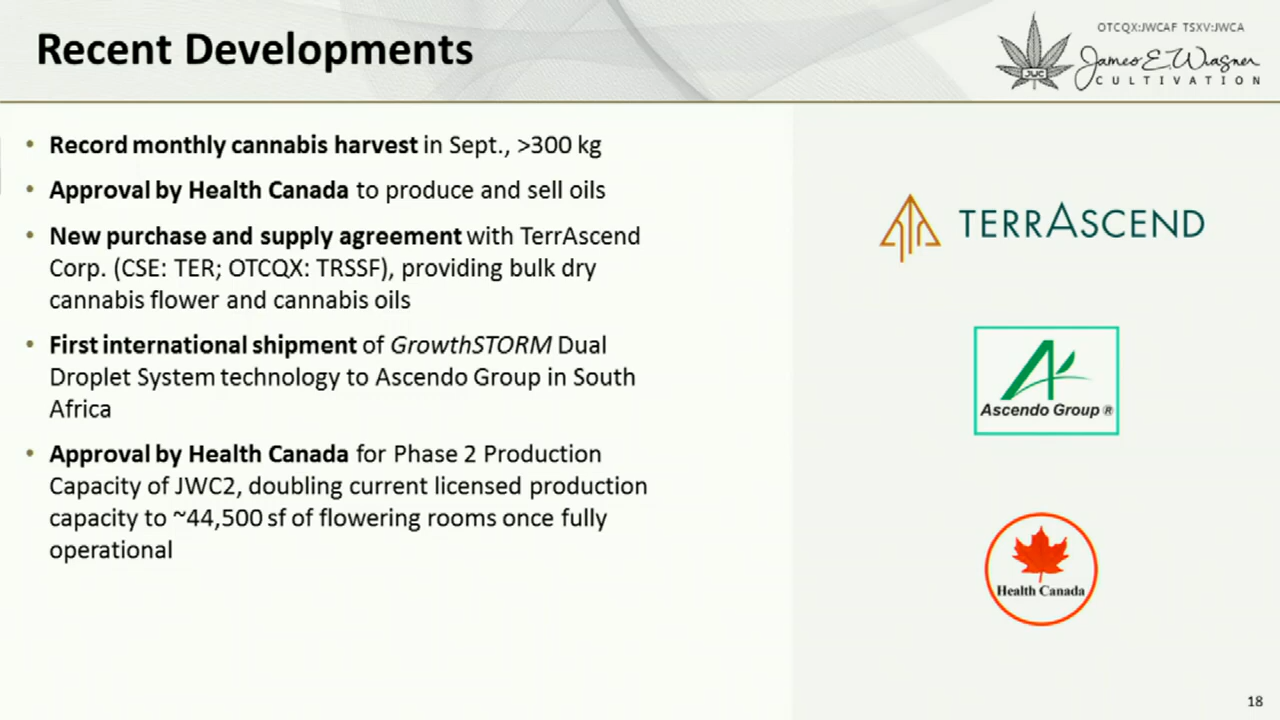 Recent Developments
OTCQX:JWCAF TSXV:JWCA
JWC
James E. Wagner
CULTIVATION
• Record monthly cannabis harvest in Sept., >300 kg
• Approval by Health Canada to produce and sell oils
• New purchase and supply agreement with TerrAscend
Corp. (CSE: TER; OTCQX: TRSSF), providing bulk dry
cannabis flower and cannabis oils
• First international shipment of GrowthSTORM Dual
Droplet System technology to Ascendo Group in South
Africa
• Approval by Health Canada for Phase 2 Production
Capacity of JWC2, doubling current licensed production
capacity to ~44,500 sf of flowering rooms once fully
operational
TERRASCEND
Ascendo Group ®
Health Canada
18